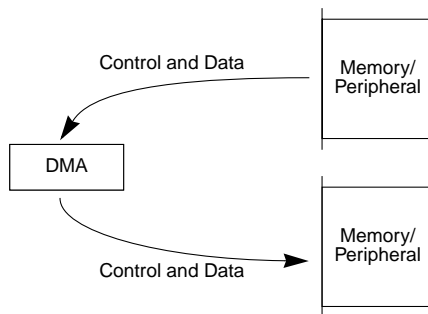 Control and Data
Memory/
Peripheral
DMA
Memory/
Peripheral
Control and Data